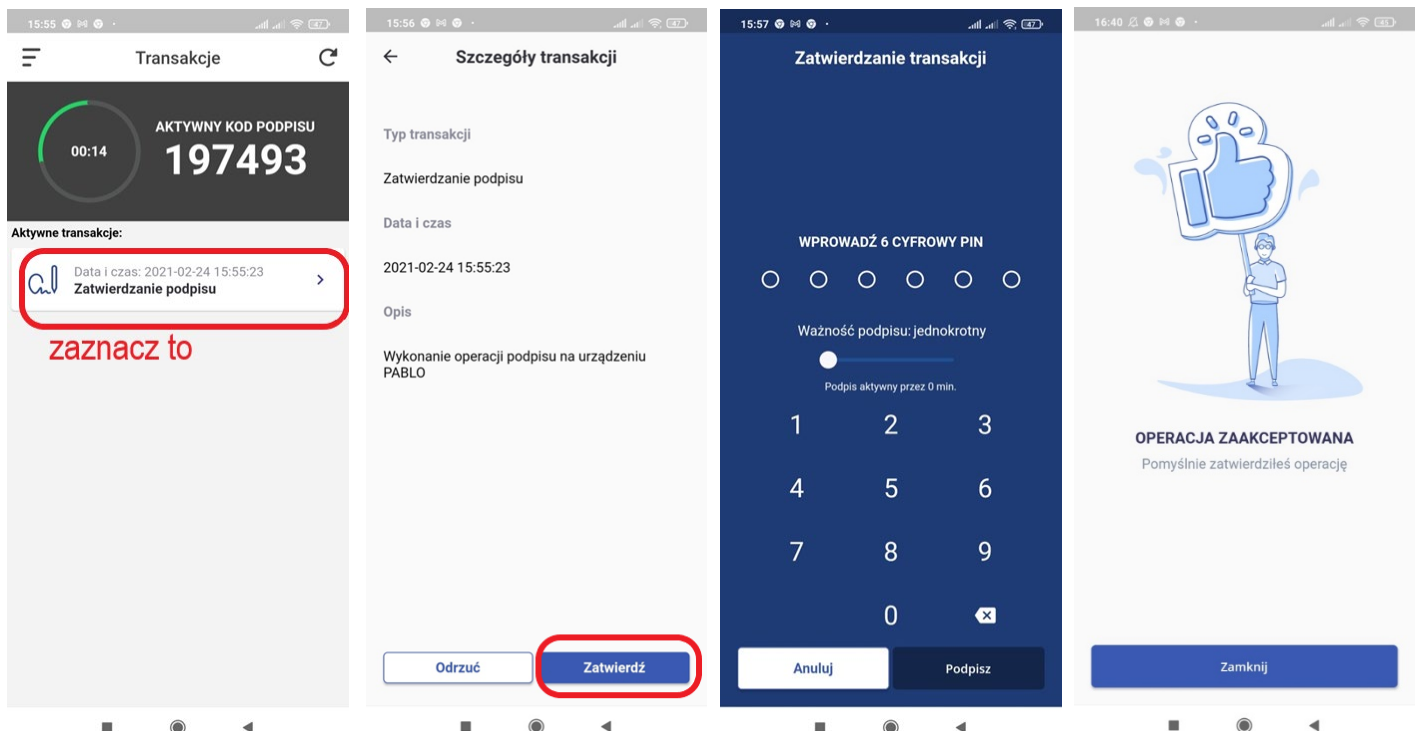 15:55
47
Transakcje
00:14
AKTYWNY KOD PODPISU
197493
Aktywne transakcje:
Data i czas: 2021-02-24 15:55:23
Zatwierdzanie podpisu
zaznacz to
15:56
47
Szczegóły transakcji
Typ transakcji
Zatwierdzanie podpisu
Data i czas
2021-02-24 15:55:23
Opis
Wykonanie operacji podpisu na urządzeniu
PABLO
Odrzuć
Zatwierdź
15:57
47
Zatwierdzanie transakcji
WPROWADŹ 6 CYFROWY PIN
Ważność podpisu: jednokrotny
Podpis aktywny przez 0 min.
1 2 3
4 5 6
7 8 9
0
Anuluj
Podpisz
16:40
45
OPERACJA ZAAKCEPTOWANA
Pomyślnie zatwierdziłeś operację
Zamknij